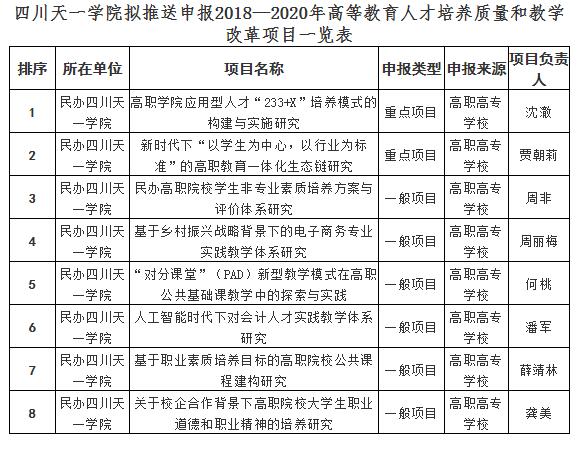 四川天一学院拟推送申报2018—2020年高等教育人才培养质量和教学
改革项目一览表
排序 所在单位 项目名称 申报类型 申报来源 项目负责
人
1 民办四川天 高职学院应用型人才“233+X”培养模式的 重点项目 高职高专 沈澈
一学院 构建与实施研究 学校
2 民办四川天 新时代下“以学生为中心，以行业为标 重点项目 高职高专 贾朝莉
一学院 准”的高职教育一体化生态链研究 学校
3 民办四川天 民办高职院校学生非专业素质培养方案与 一般项目 高职高专 周非
一学院 评价体系研究 学校
4 民办四川天 基于乡村振兴战略背景下的电子商务专业 一般项目 高职高专 周丽梅
一学院 实践教学体系研究 学校
5 民办四川天 “对分课堂”（PAD）新型教学模式在高职 一般项目 高职高专 何桃
一学院 公共基础课教学中的探索与实践 学校
6 民办四川天 人工智能时代下对会计人才实践教学体系 一般项目 高职高专 潘军
一学院 研究 学校
7 民办四川天 基于职业素质培养目标的高职院校公共课 一般项目 高职高专 薛靖林
一学院 程建构研究 学校
8 民办四川天 关于校企合作背景下高职院校大学生职业 一般项目 高职高专 龚美
一学院 道德和职业精神的培养研究 学校